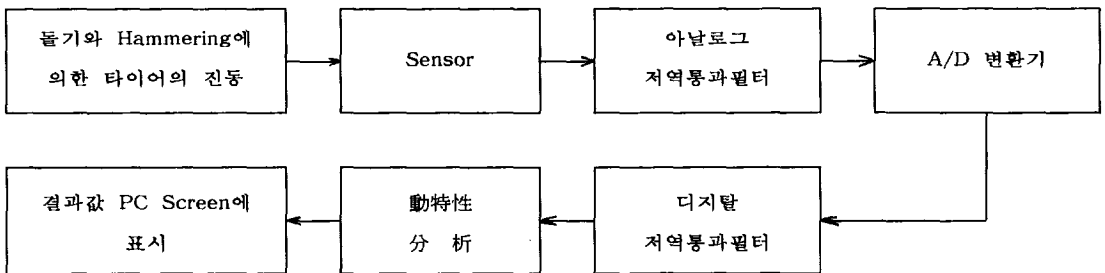 돌기와 Hammering에
의한 타이어의 진동
Sensor
아날로그
저역통과필터
A/D 변환기
디지탈
저역통과필터
動特性
分 析
결과값 PC Screen에
표시